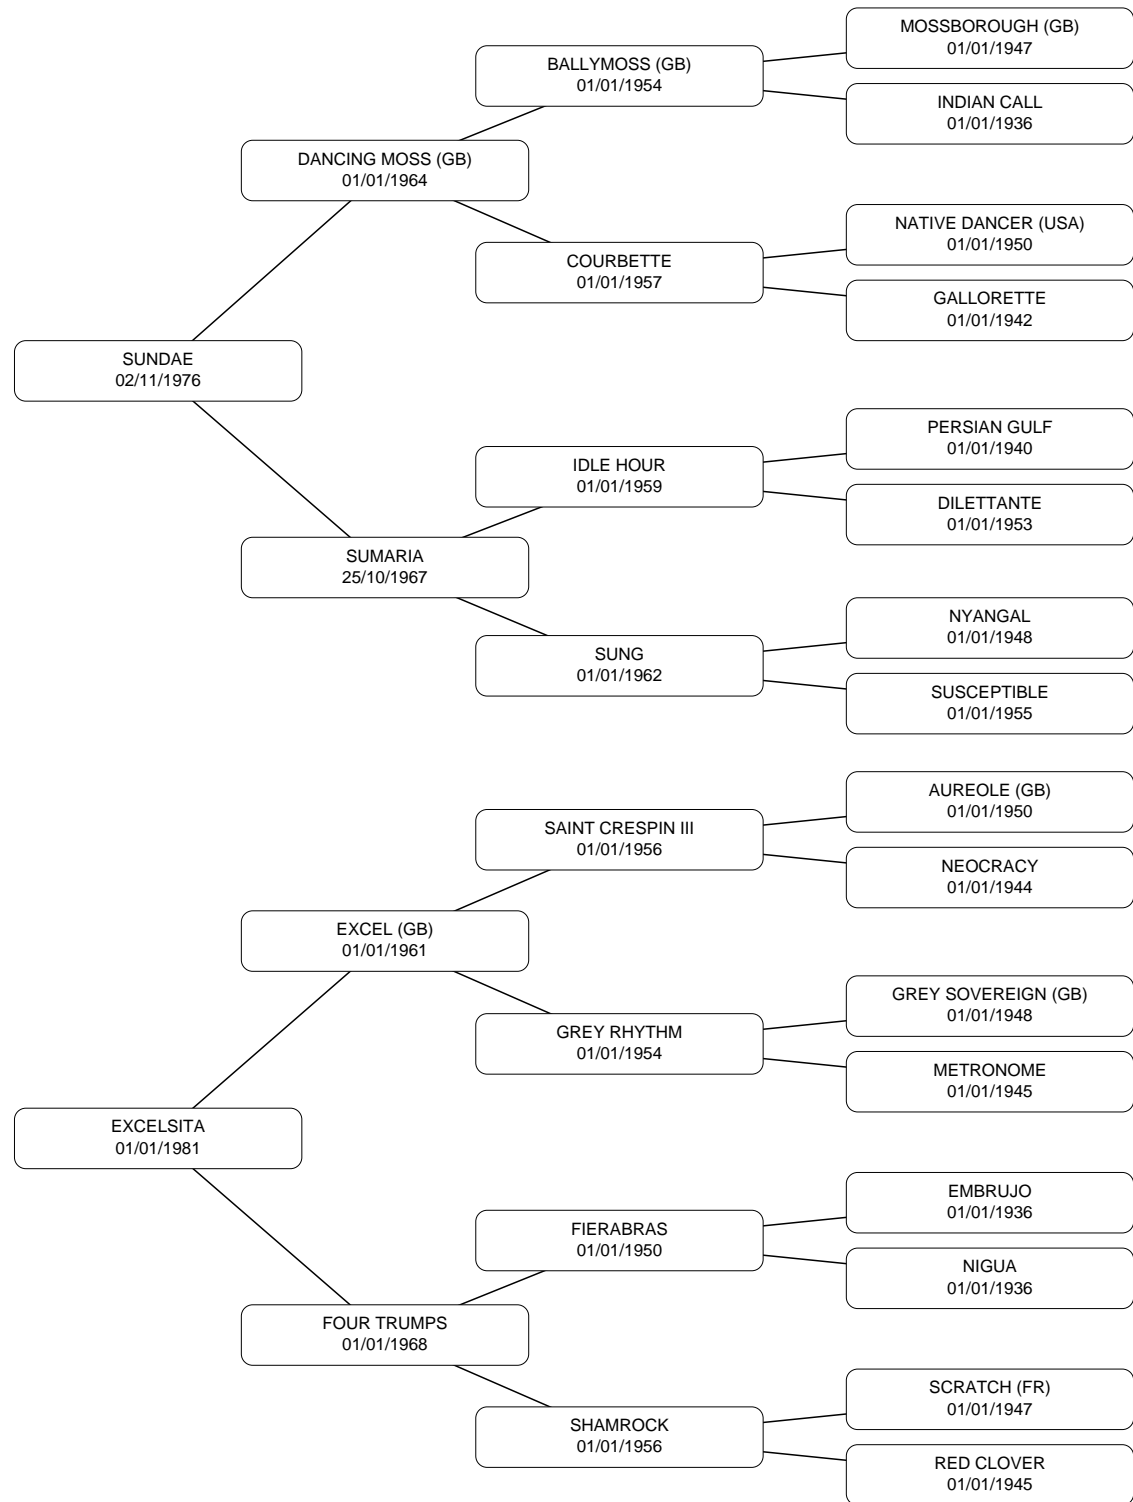 MOSSBOROUGH (GB)
01/01/1947
BALLYMOSS (GB)
01/01/1954
INDIAN CALL
01/01/1936
DANCING MOSS (GB)
01/01/1964
NATIVE DANCER (USA)
01/01/1950
COURBETTE
01/01/1957
GALLORETTE
01/01/1942
SUNDAE
02/11/1976
PERSIAN GULF
01/01/1940
IDLE HOUR
01/01/1959
DILETTANTE
01/01/1953
SUMARIA
25/10/1967
NYANGAL
01/01/1948
SUNG
01/01/1962
SUSCEPTIBLE
01/01/1955
AUREOLE (GB)
01/01/1950
SAINT CRESPIN III
01/01/1956
NEOCRACY
01/01/1944
EXCEL (GB)
01/01/1961
GREY SOVEREIGN (GB)
01/01/1948
GREY RHYTHM
01/01/1954
METRONOME
01/01/1945
EXCELSITA
01/01/1981
EMBRUJO
01/01/1936
FIERABRAS
01/01/1950
NIGUA
01/01/1936
FOUR TRUMPS
01/01/1968
SCRATCH (FR)
01/01/1947
SHAMROCK
01/01/1956
RED CLOVER
01/01/1945